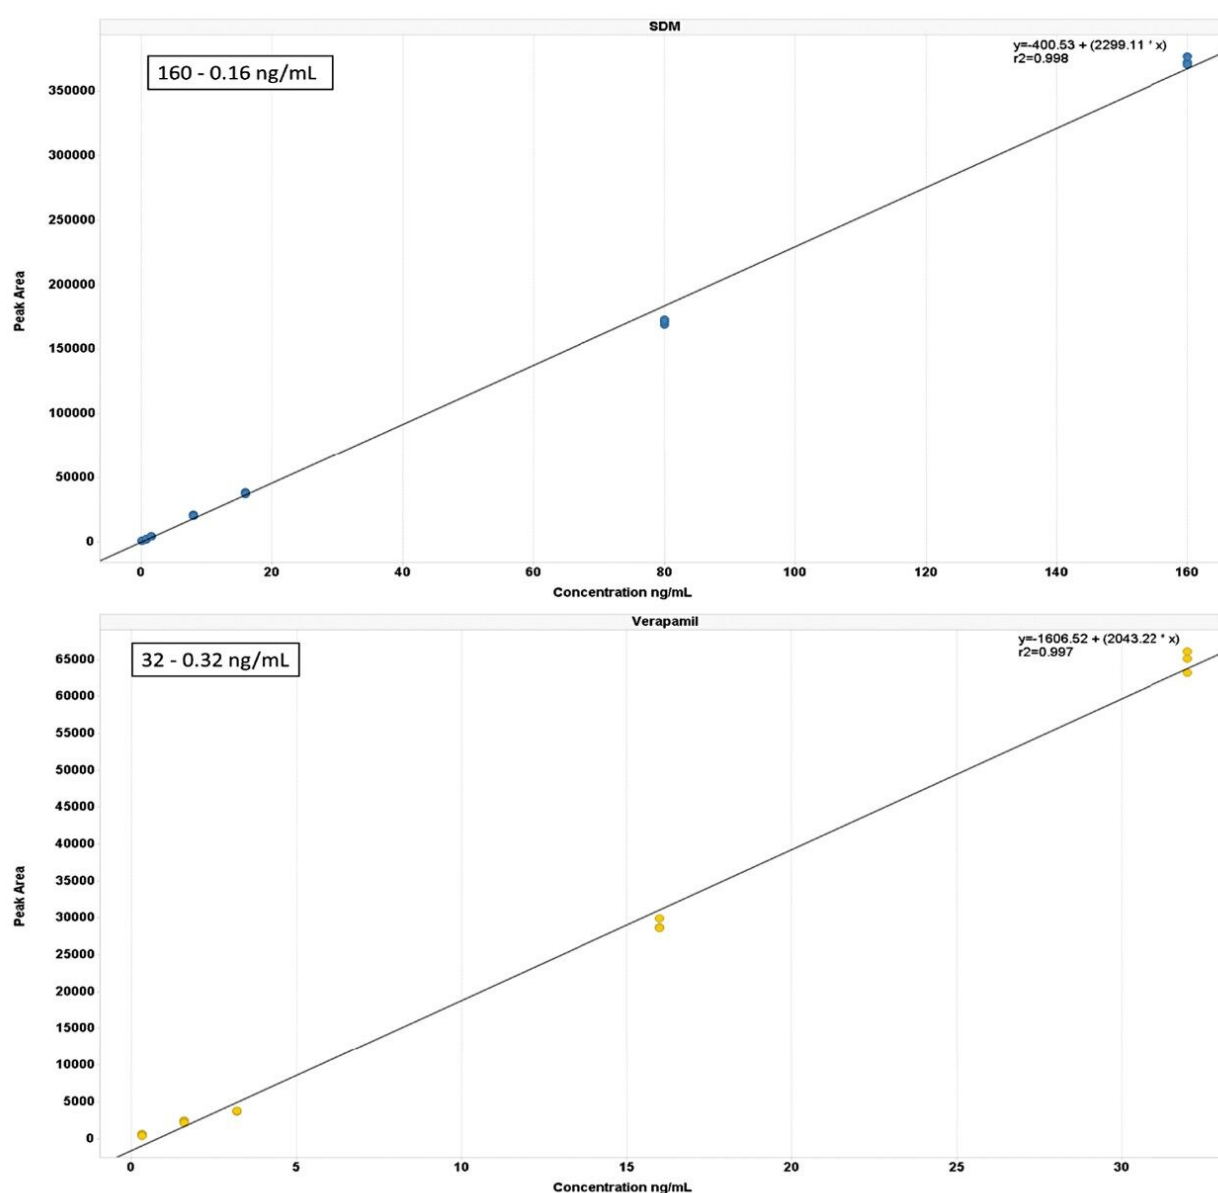 SDM
160 - 0.16 ng/mL
y=-400.53 + (2299.11 * x)
r2=0.998
350000
300000
250000
200000
150000
100000
50000
0
Peak Area
0 20 40 60 80 100 120 140 160
Concentration ng/mL
Verapamil
32 - 0.32 ng/mL
y=-1606.52 + (2043.22 * x)
r2=0.997
65000
60000
55000
50000
45000
40000
35000
30000
25000
20000
15000
10000
5000
0
Peak Area
0 5 10 15 20 25 30
Concentration ng/mL